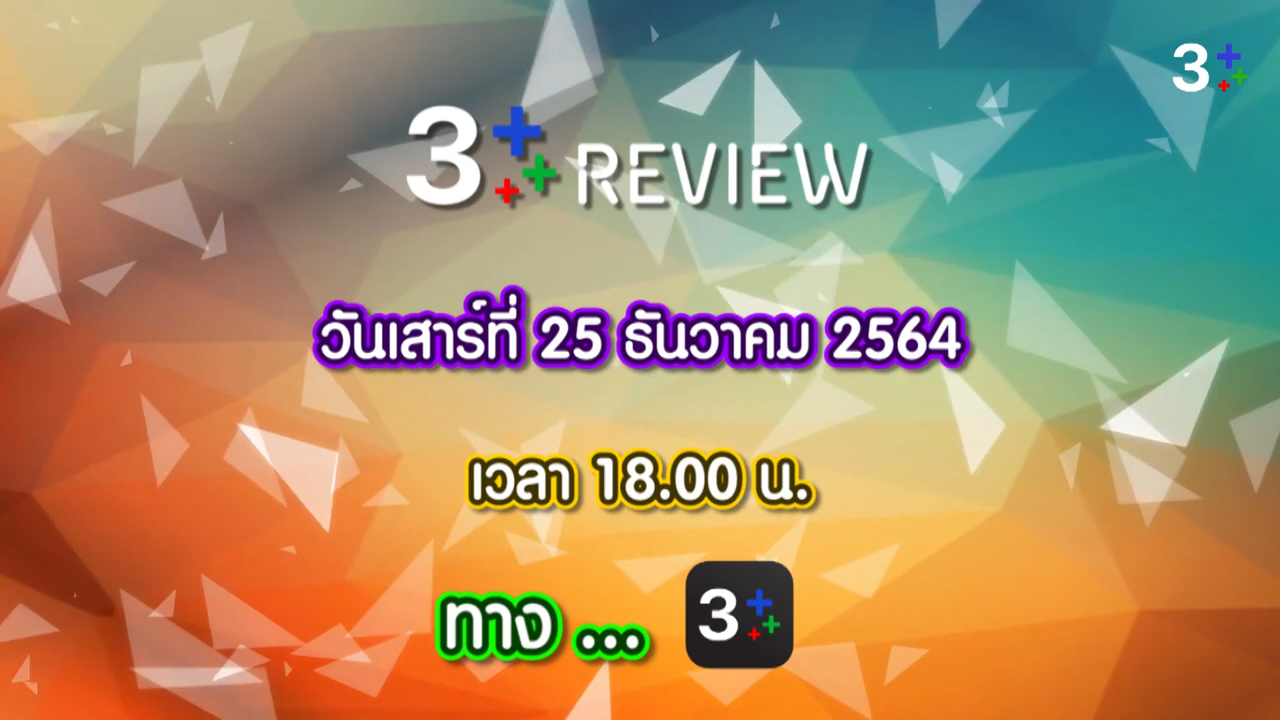 3+
3+ REVIEW
วันเสาร์ที่ 25 ธันวาคม 2564
เวลา 18.00 น.
ทาง ... 3+